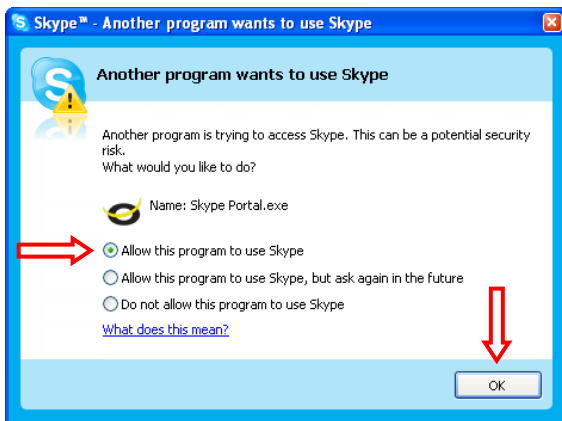 Skype™ - Another program wants to use Skype
Another program wants to use Skype
Another program is trying to access Skype. This can be a potential security
risk.
What would you like to do?
Name: Skype Portal.exe
Allow this program to use Skype
Allow this program to use Skype, but ask again in the future
Do not allow this program to use Skype
What does this mean?
OK